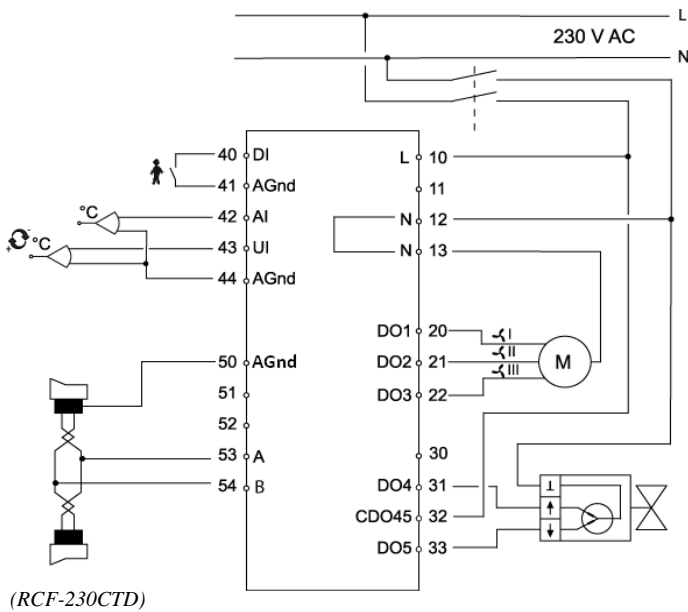 L
230 V AC
N
40 DI
41 AGnd
°C
42 AI
°C
43 UI
44 AGnd
50 AGnd
51
52
53 A
54 B
L 10
11
N 12
N 13
DO1 20
I
DO2 21
II
M
DO3 22
III
30
DO4 31
CDO45 32
DO5 33
(RCF-230CTD)